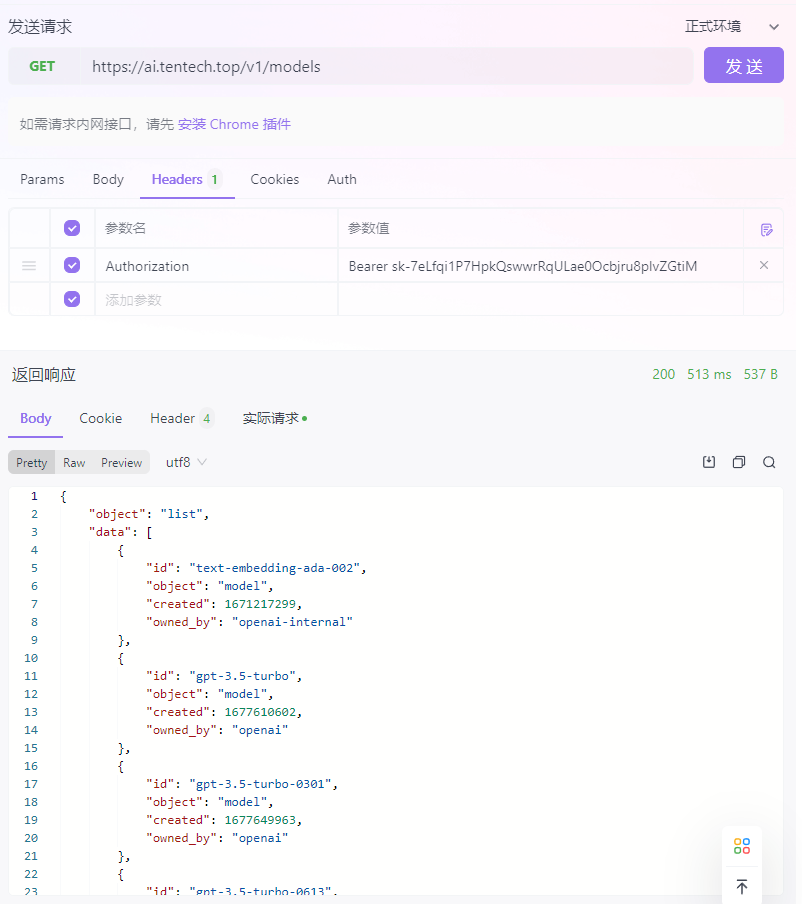 发送请求
正式环境
GET https://ai.tentech.top/v1/models
发 送
如需请求内网接口，请先 安装 Chrome 插件
Params Body Headers 1 Cookies Auth
参数名 参数值
Authorization Bearer sk-7eLfqi1P7HpkQswwrRqULae0Ocbjru8plvZGtiM
添加参数
返回响应 200 513 ms 537 B
Body Cookie Header 4 实际请求
Pretty Raw Preview utf8
1 {
2 "object": "list",
3 "data": [
4 {
5 "id": "text-embedding-ada-002",
6 "object": "model",
7 "created": 1671217299,
8 "owned_by": "openai-internal"
9 },
10 {
11 "id": "gpt-3.5-turbo",
12 "object": "model",
13 "created": 1677610602,
14 "owned_by": "openai"
15 },
16 {
17 "id": "gpt-3.5-turbo-0301",
18 "object": "model",
19 "created": 1677649963,
20 "owned_by": "openai"
21 },
22 {
23 "id": "gpt-3.5-turbo-0613",